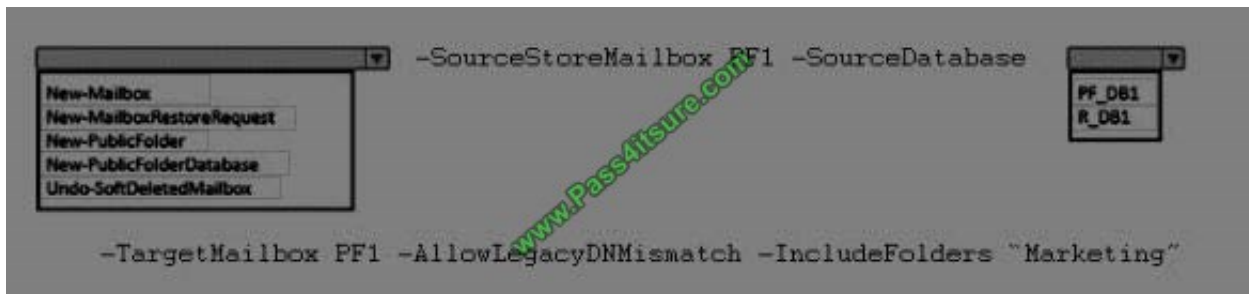 -SourceStoreMailbox PF1 -SourceDatabase
New-Mailbox
New-MailboxRestoreRequest
New-PublicFolder
New-PublicFolderDatabase
Undo-SoftDeletedMailbox
PF_DB1
R_DB1
www.Pass4itsure.com
-TargetMailbox PF1 -AllowLegacyDNMismatch -IncludeFolders "Marketing"